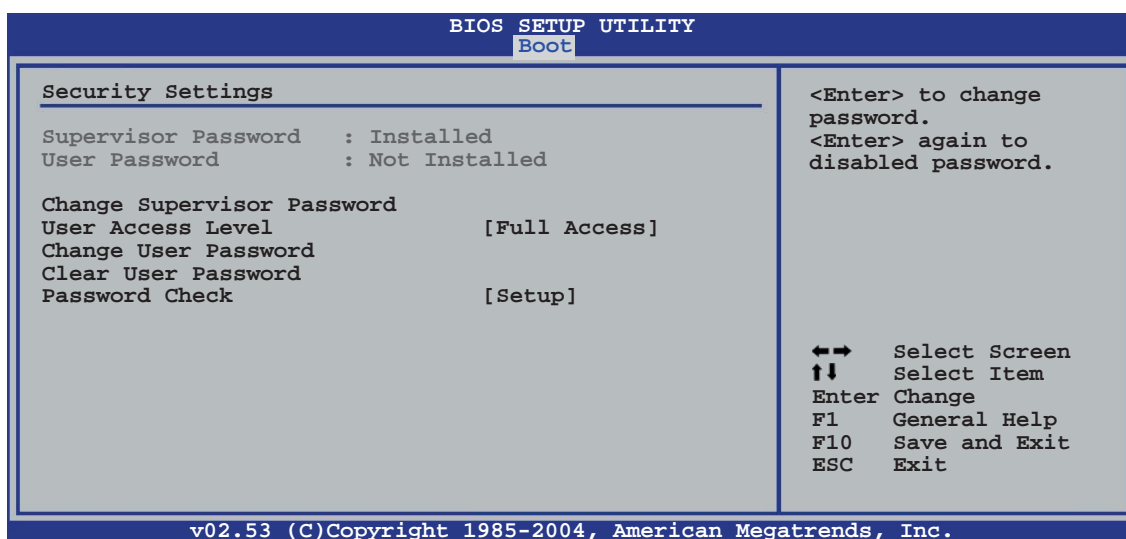 BIOS SETUP UTILITY
Boot
Security Settings
Supervisor Password : Installed
User Password : Not Installed
Change Supervisor Password
User Access Level [Full Access]
Change User Password
Clear User Password
Password Check [Setup]
<Enter> to change
password.
<Enter> again to
disabled password.
←→ Select Screen
↑↓ Select Item
Enter Change
F1 General Help
F10 Save and Exit
ESC Exit
v02.53 (C)Copyright 1985-2004, American Megatrends, Inc.